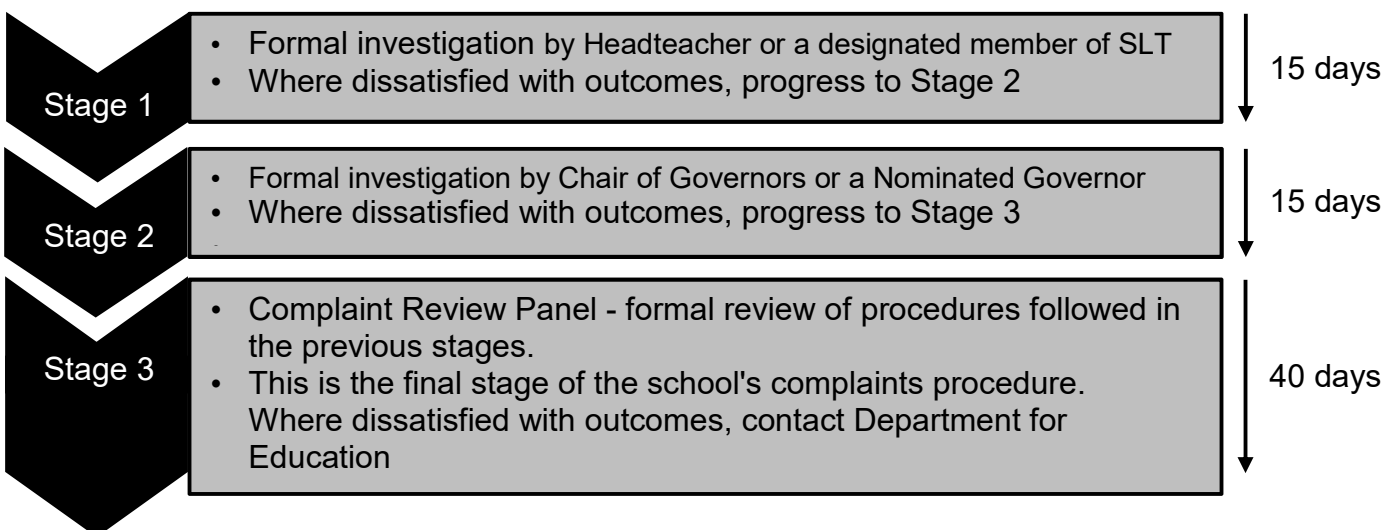 Stage 1
• Formal investigation by Headteacher or a designated member of SLT
• Where dissatisfied with outcomes, progress to Stage 2
15 days
Stage 2
• Formal investigation by Chair of Governors or a Nominated Governor
• Where dissatisfied with outcomes, progress to Stage 3
15 days
Stage 3
• Complaint Review Panel - formal review of procedures followed in
the previous stages.
• This is the final stage of the school's complaints procedure.
Where dissatisfied with outcomes, contact Department for
Education
40 days